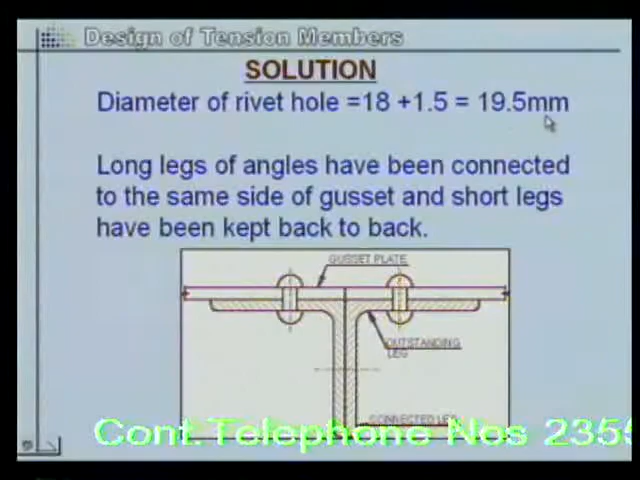 Design of Tension Members
SOLUTION
Diameter of rivet hole =18 +1.5 = 19.5mm
Long legs of angles have been connected
to the same side of gusset and short legs
have been kept back to back.
GUSSET PLATE
OUTSTANDING
LEG
CONNECTED LEG
Cont.Telephone Nos 2355